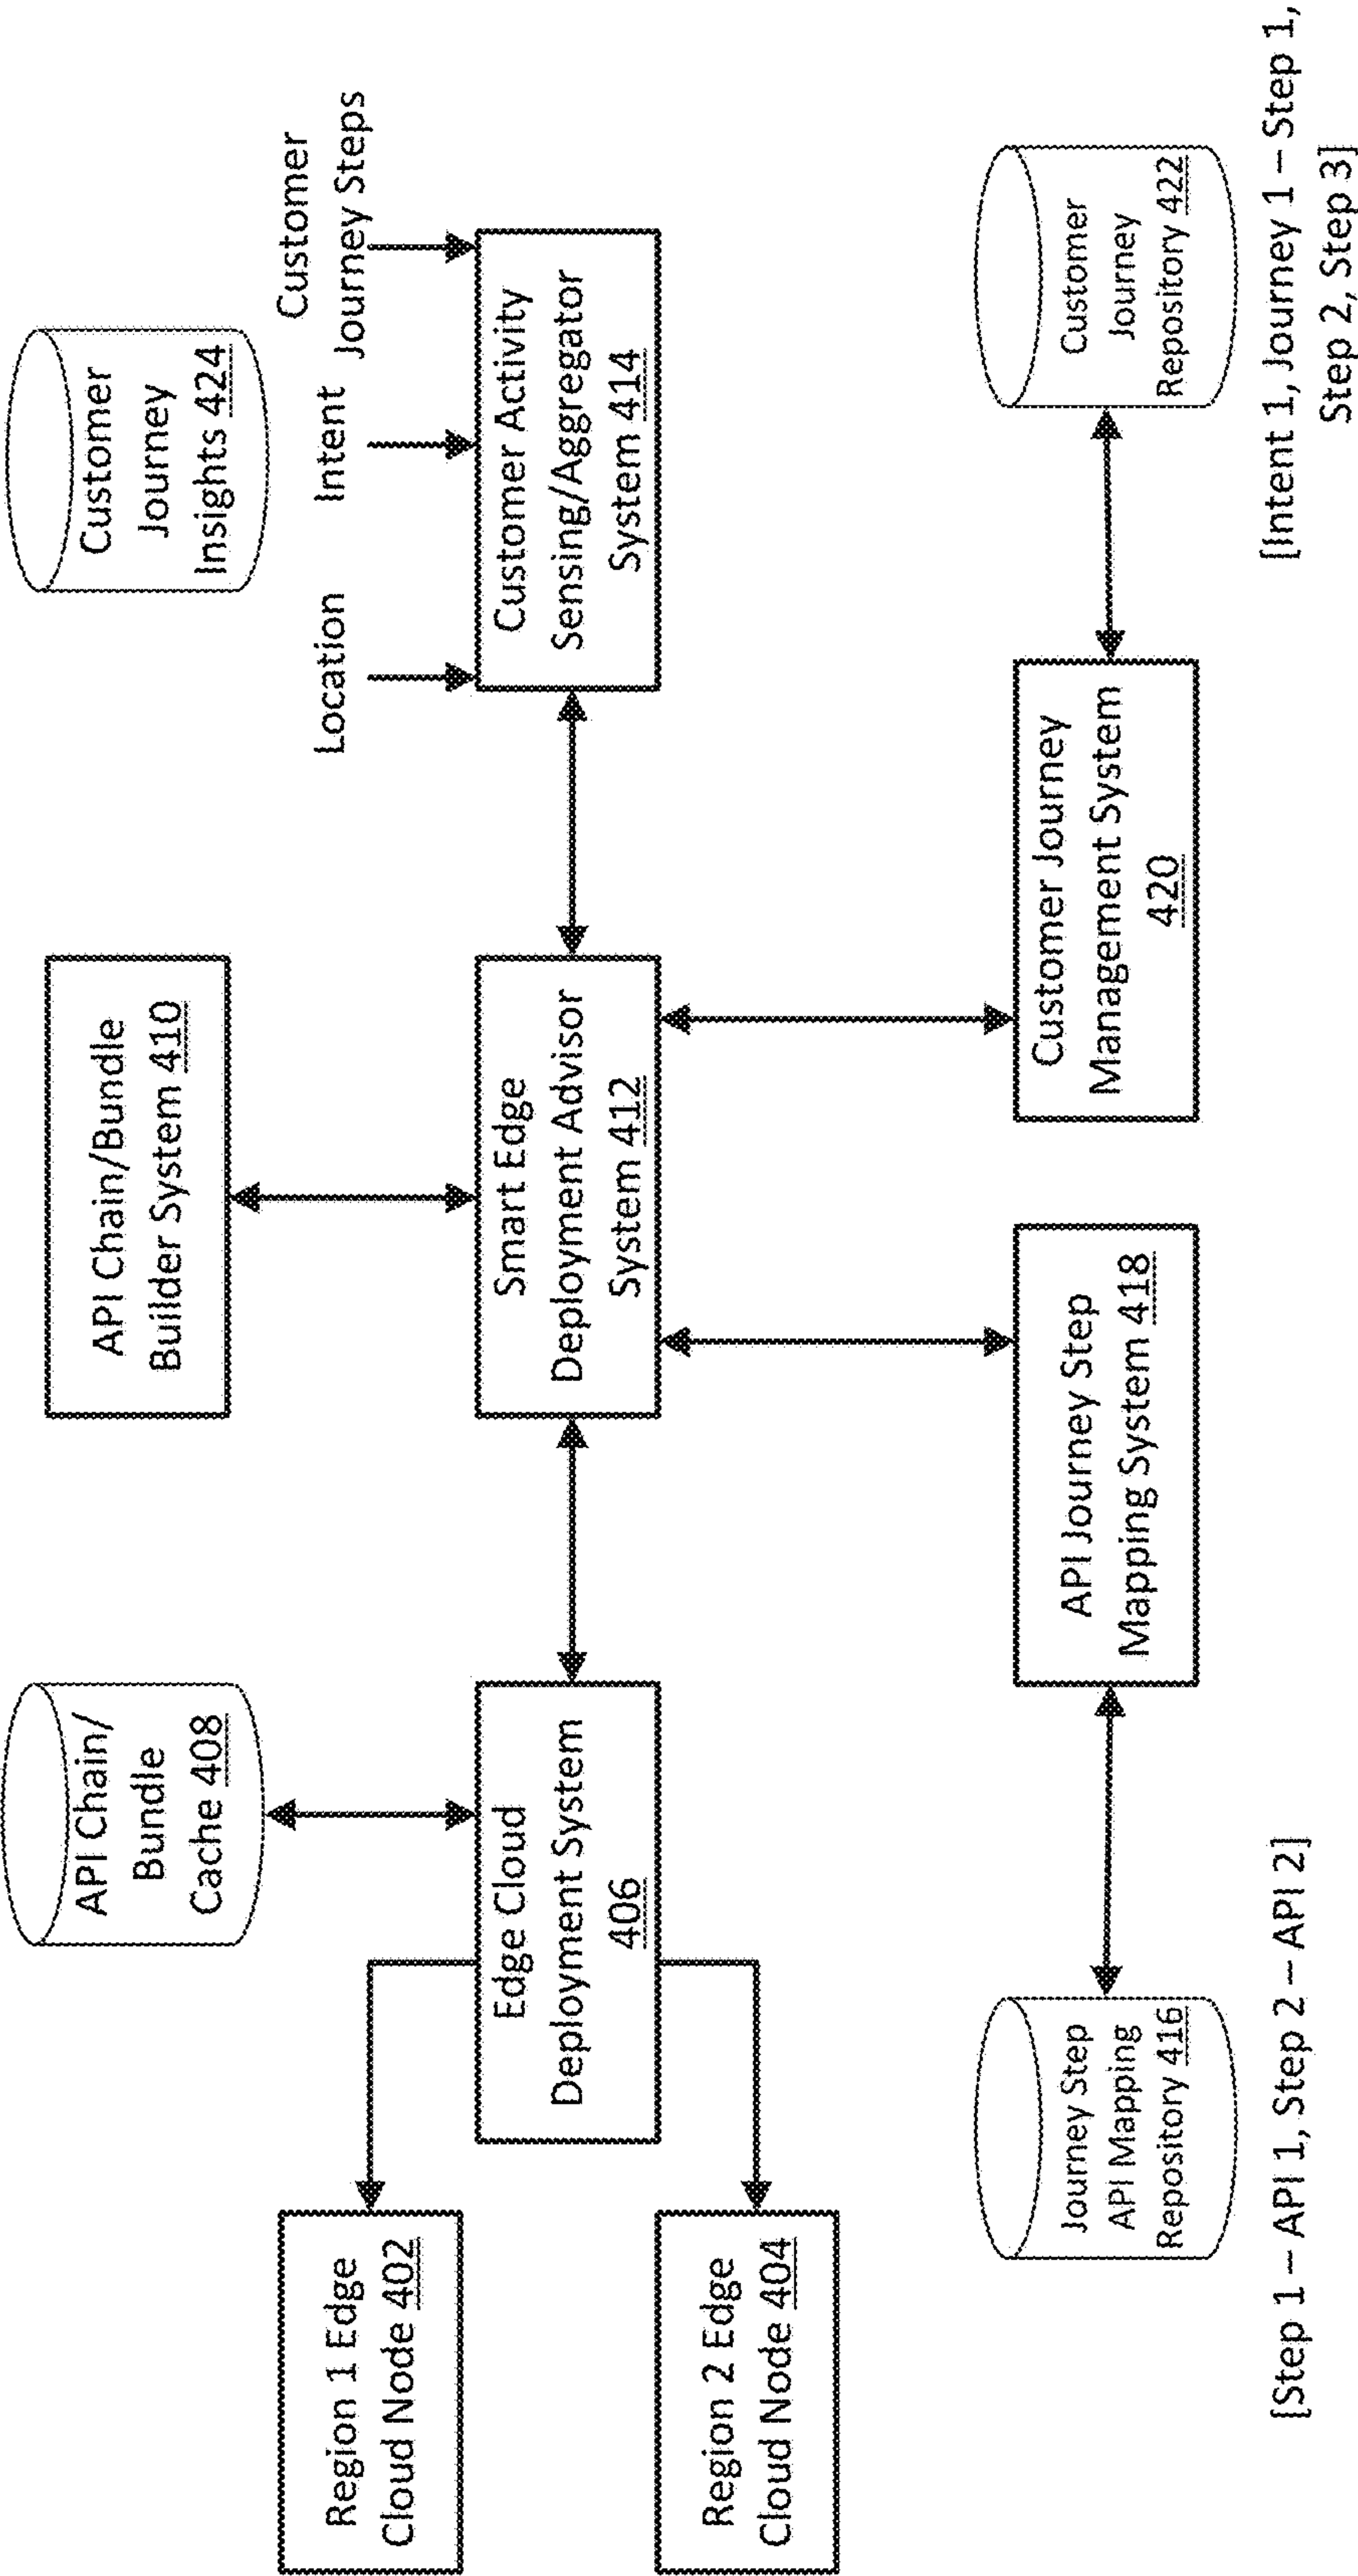 API Chain/
Bundle
Cache 408
API Chain/Bundle
Builder System 410
Customer
Journey
Insights 424
Location
Intent
Customer
Journey Steps
Region 1 Edge
Cloud Node 402
Region 2 Edge
Cloud Node 404
Edge Cloud
Deployment System
406
Smart Edge
Deployment Advisor
System 412
Customer Activity
Sensing/Aggregator
System 414
Journey Step
API Mapping
Repository 416
API Journey Step
Mapping System 418
Customer Journey
Management System
420
Customer
Journey
Repository 422
[Step 1 – API 1, Step 2 – API 2]
[Intent 1, Journey 1 – Step 1,
Step 2, Step 3]